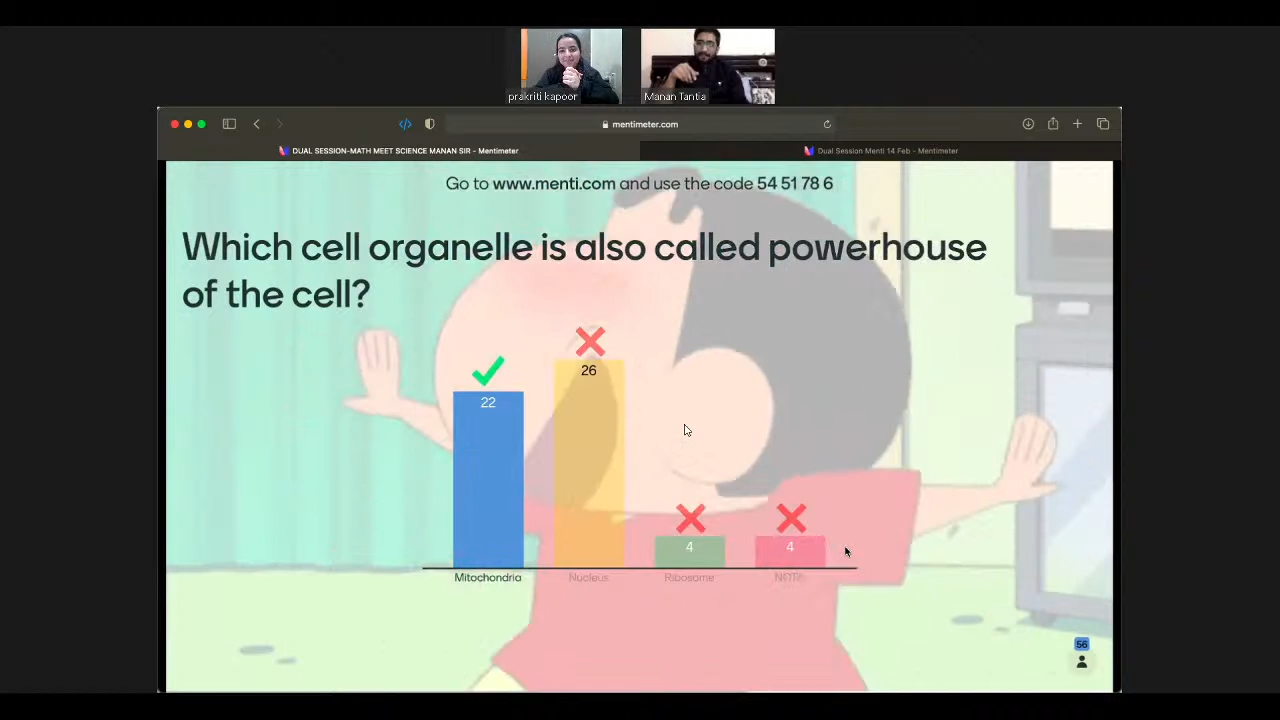 prakriti kapoor
Manan Tantia
mentimeter.com
DUAL SESSION-MATH MEET SCIENCE MANAN SIR - Mentimeter
Dual Session Menti 14 Feb - Mentimeter
Go to www.menti.com and use the code 54 51 78 6
Which cell organelle is also called powerhouse
of the cell?
26
22
4
4
Mitochondria
Nucleus
Ribosome
56